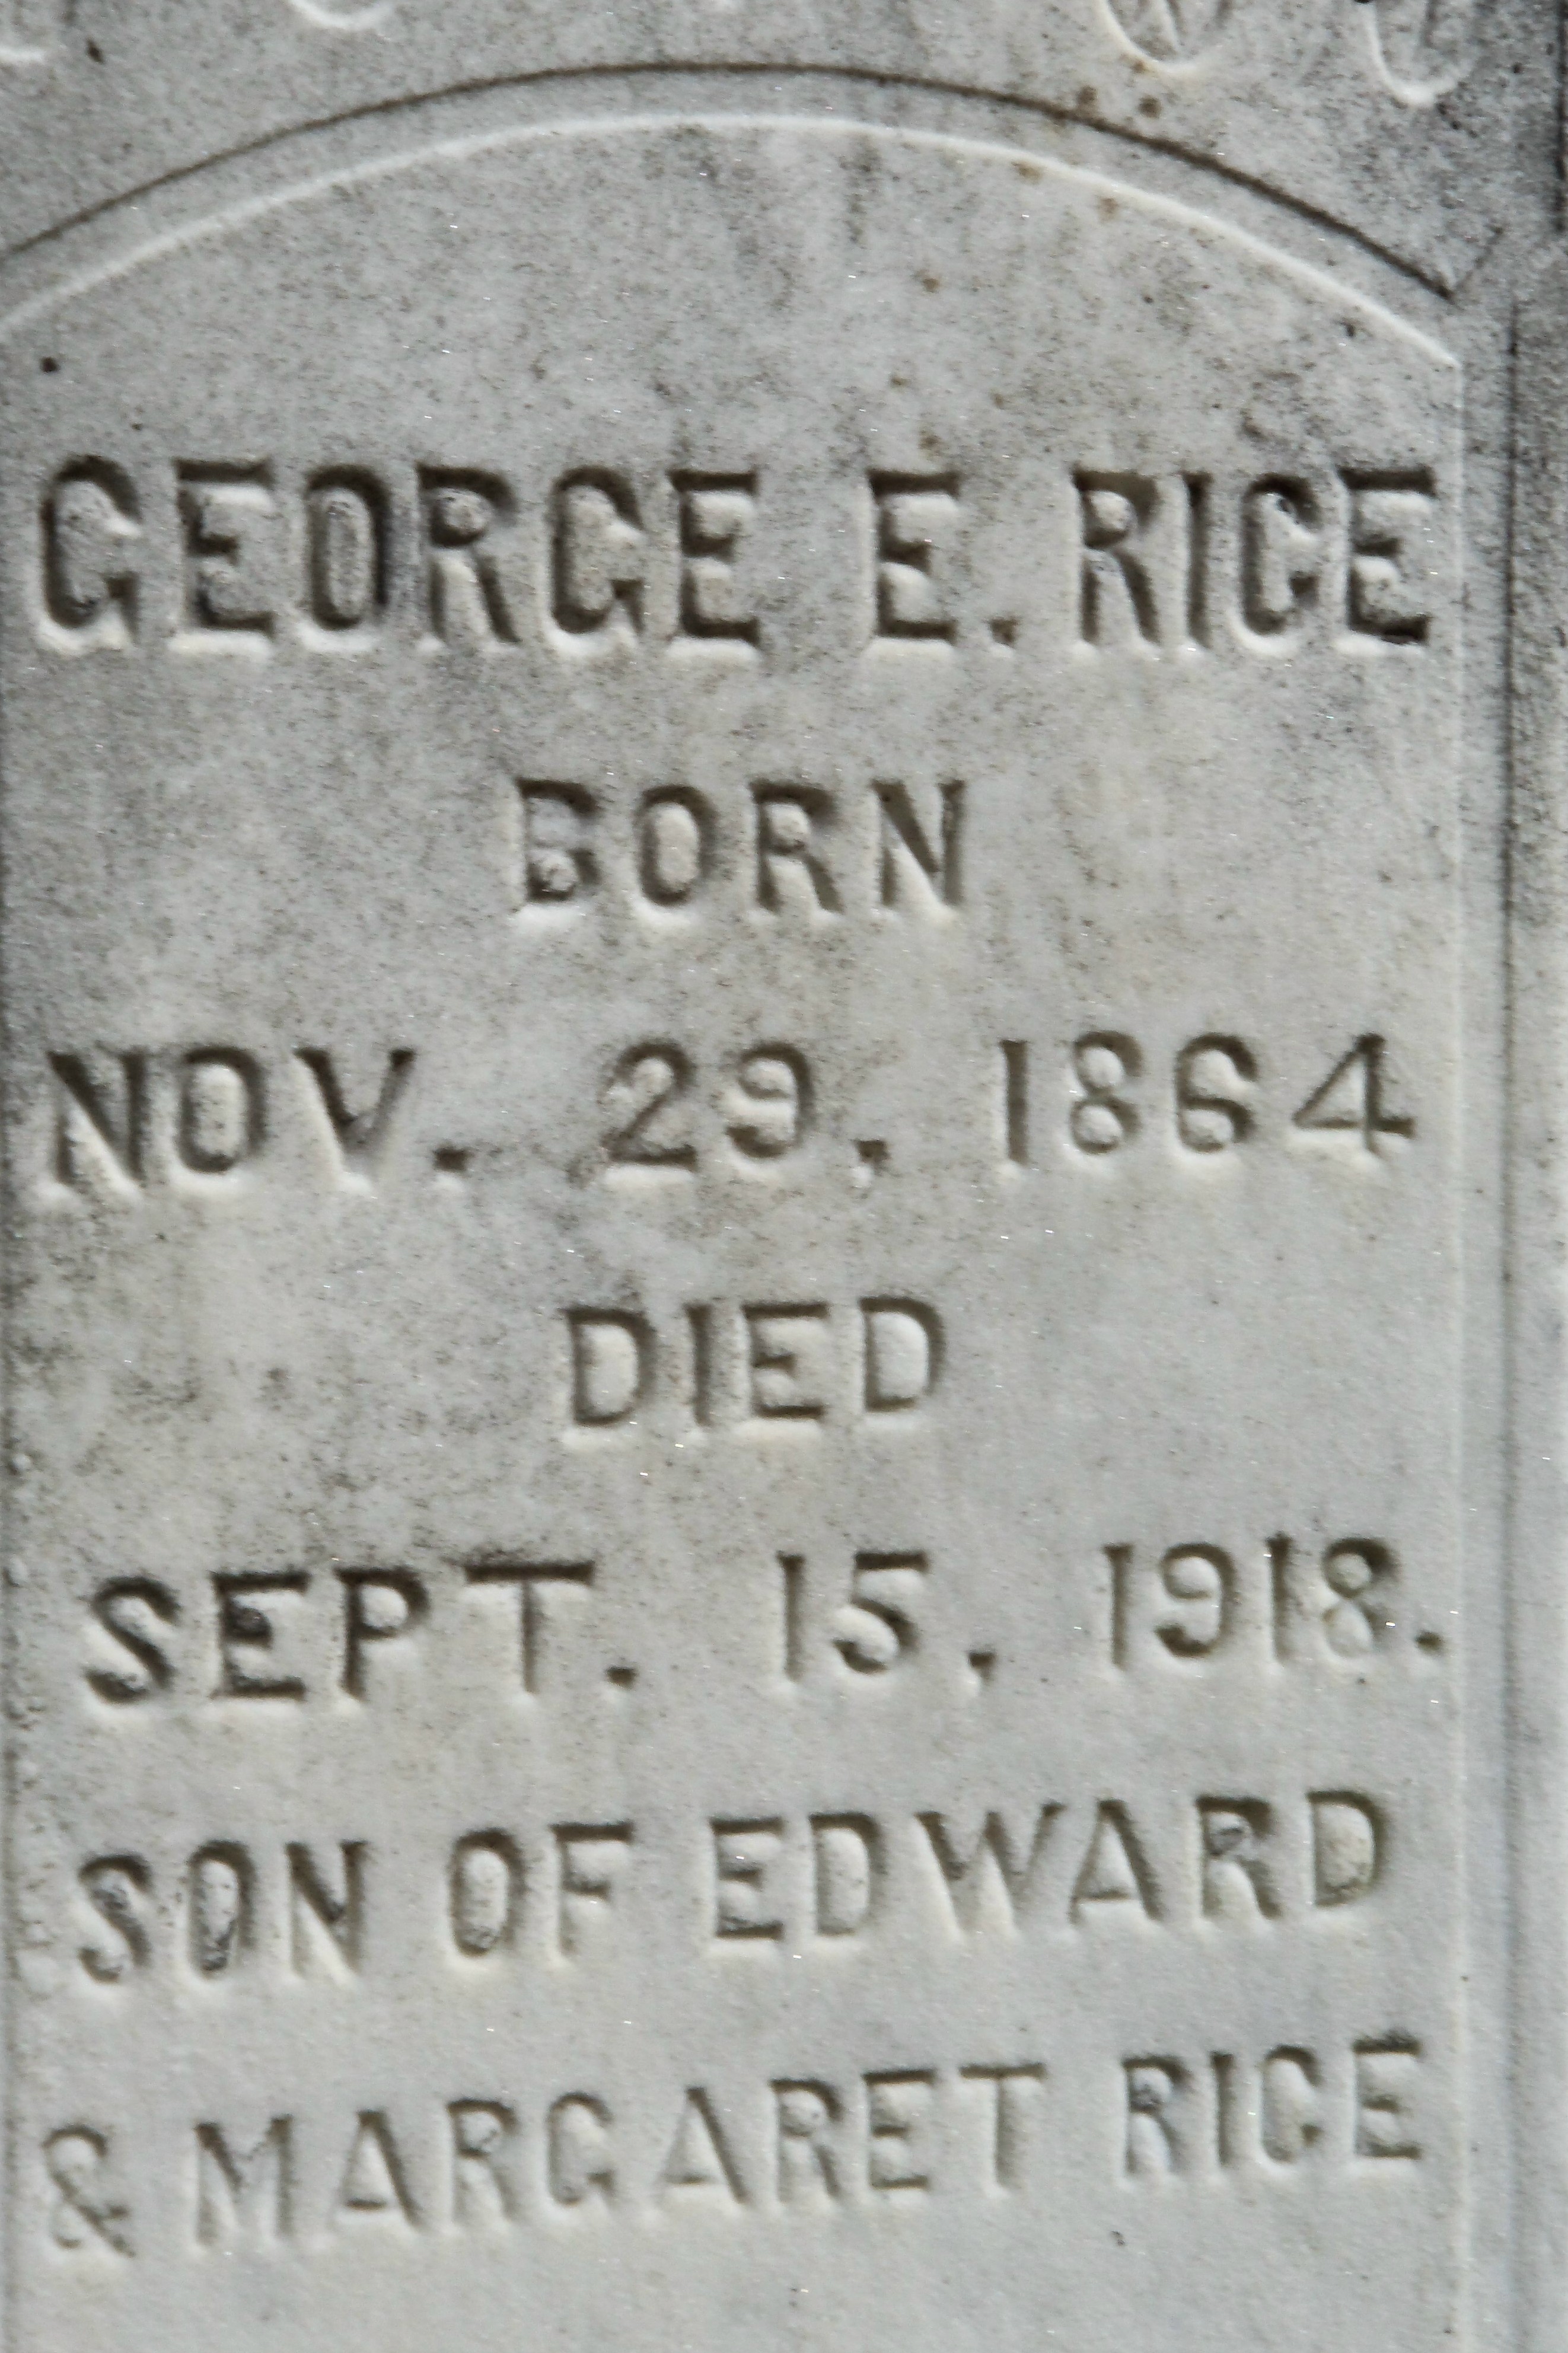 GEORGE E. RICE
BORN
NOV. 29, 1864
DIED
SEPT. 15, 1918.
SON OF EDWARD
& MARGARET RICE